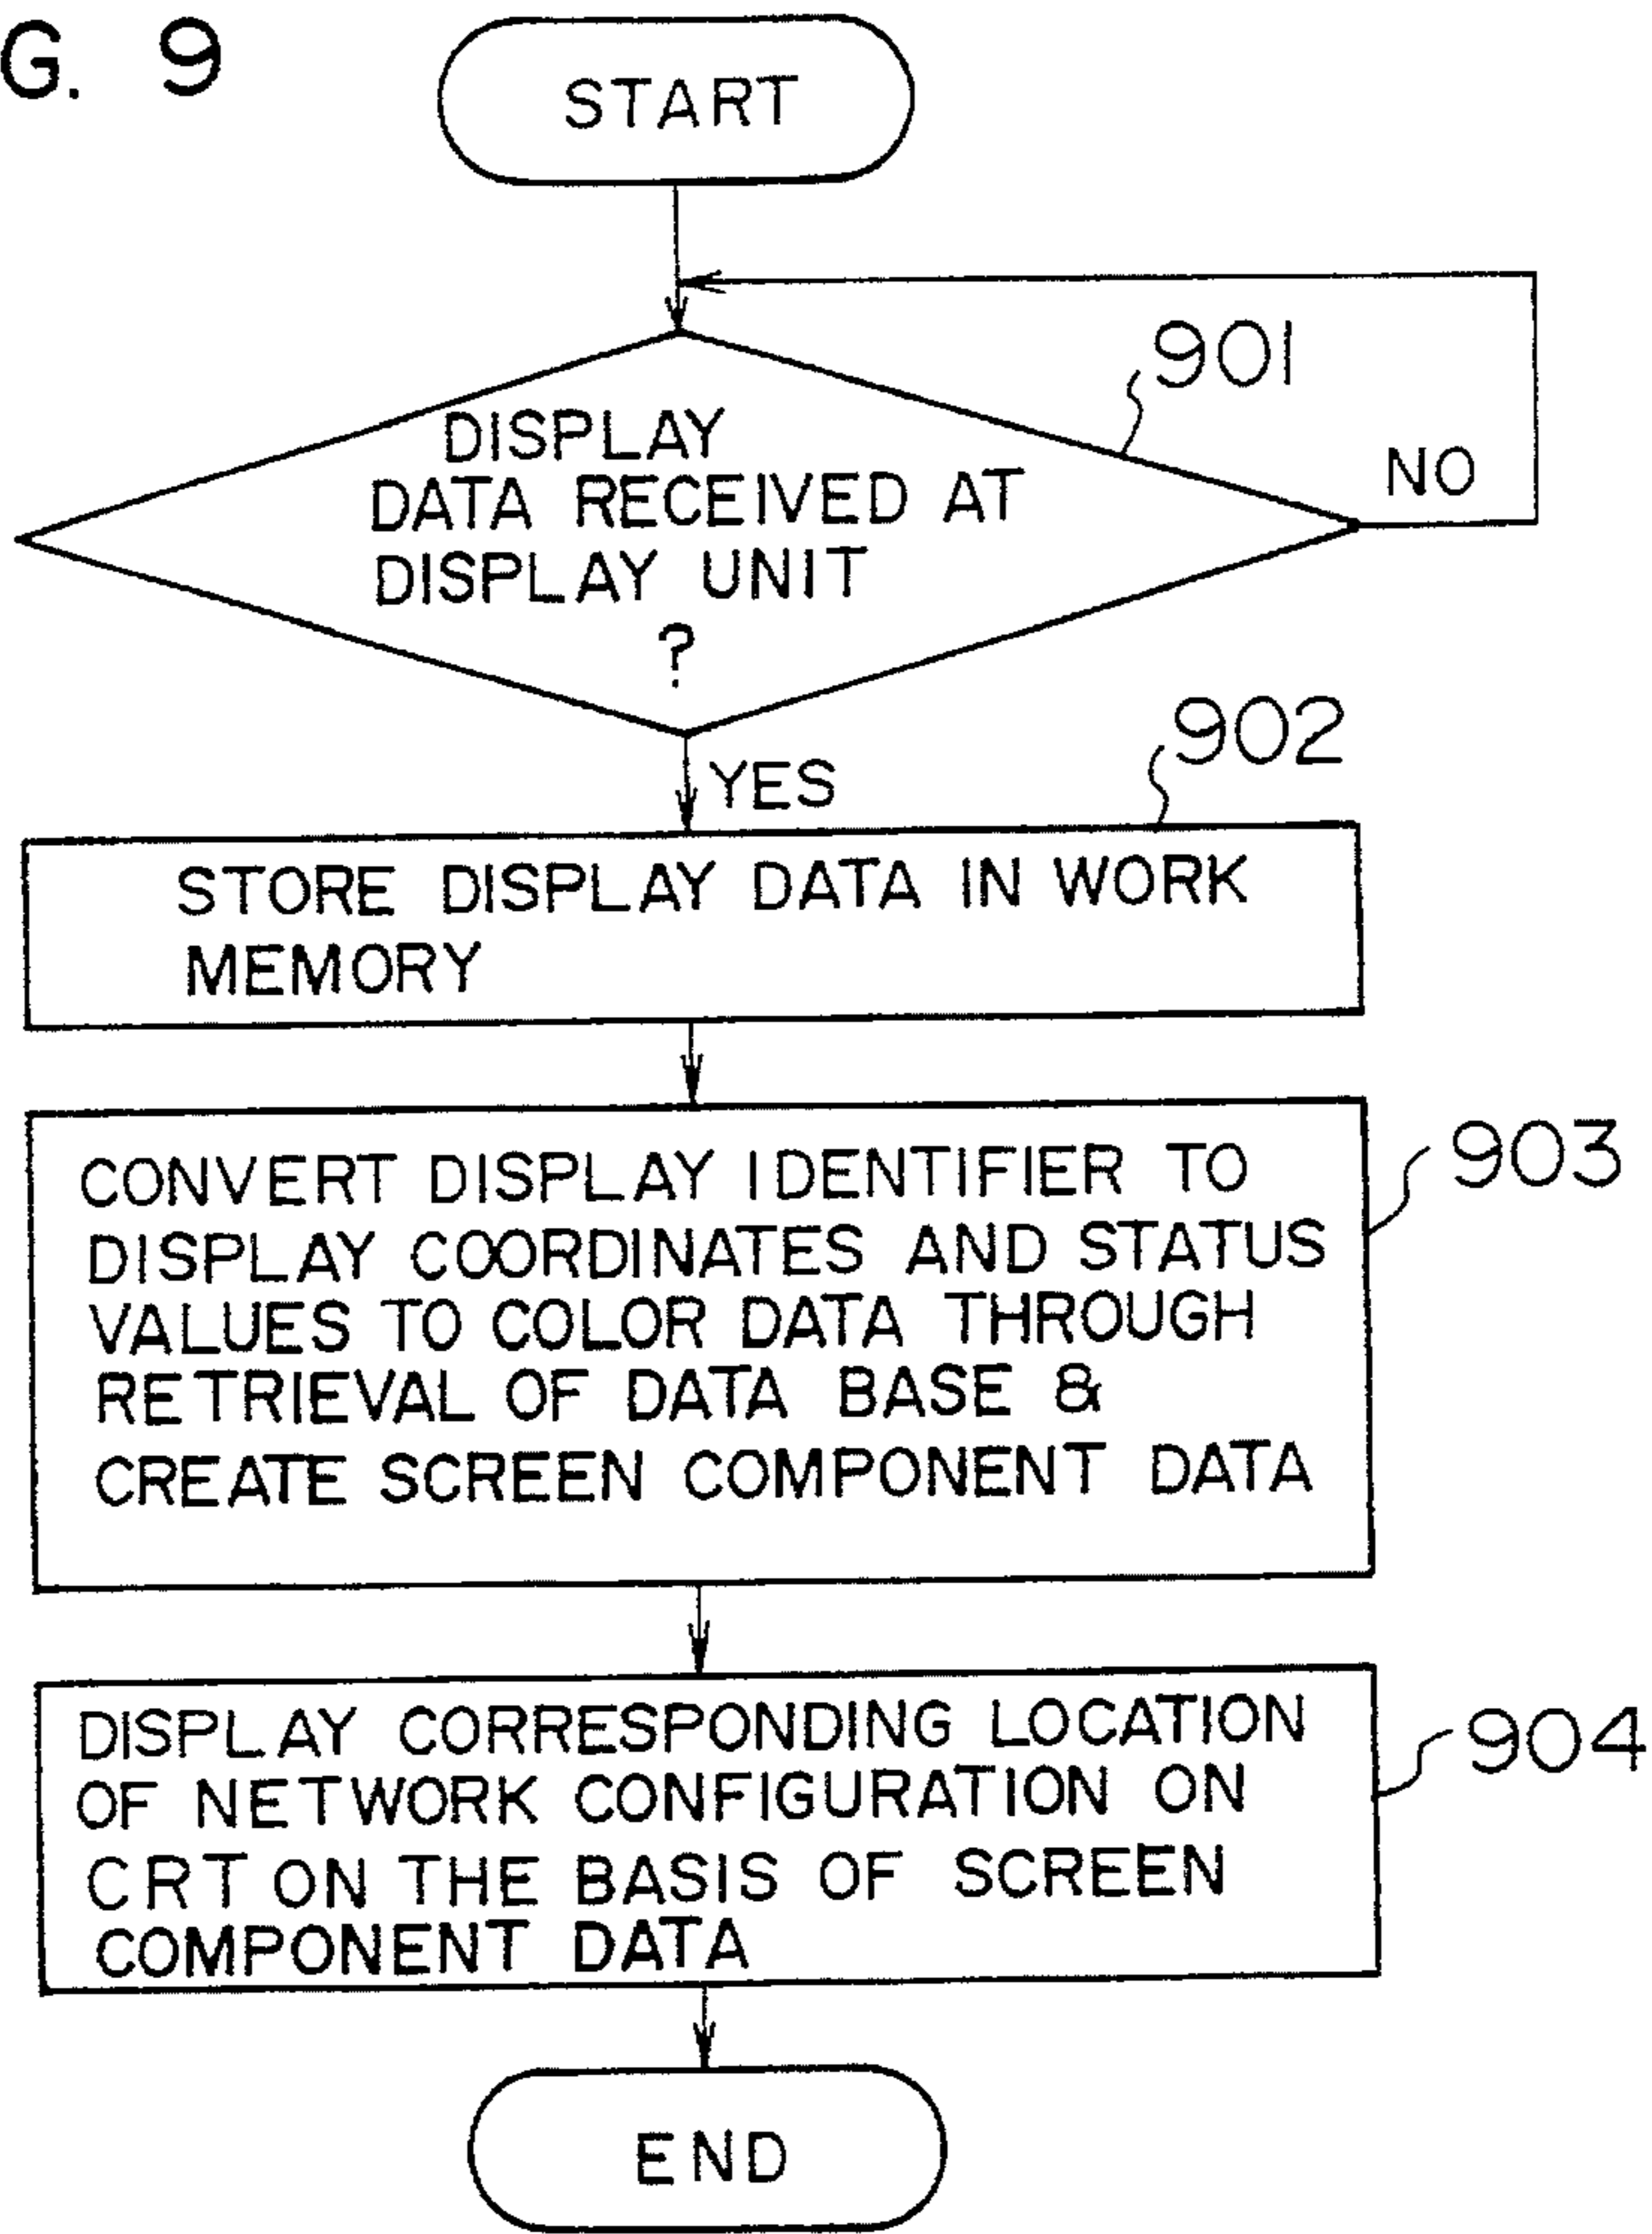 G. 9
START
901
DISPLAY
DATA RECEIVED AT
DISPLAY UNIT
?
NO
YES
902
STORE DISPLAY DATA IN WORK
MEMORY
903
CONVERT DISPLAY IDENTIFIER TO
DISPLAY COORDINATES AND STATUS
VALUES TO COLOR DATA THROUGH
RETRIEVAL OF DATA BASE &
CREATE SCREEN COMPONENT DATA
904
DISPLAY CORRESPONDING LOCATION
OF NETWORK CONFIGURATION ON
CRT ON THE BASIS OF SCREEN
COMPONENT DATA
END